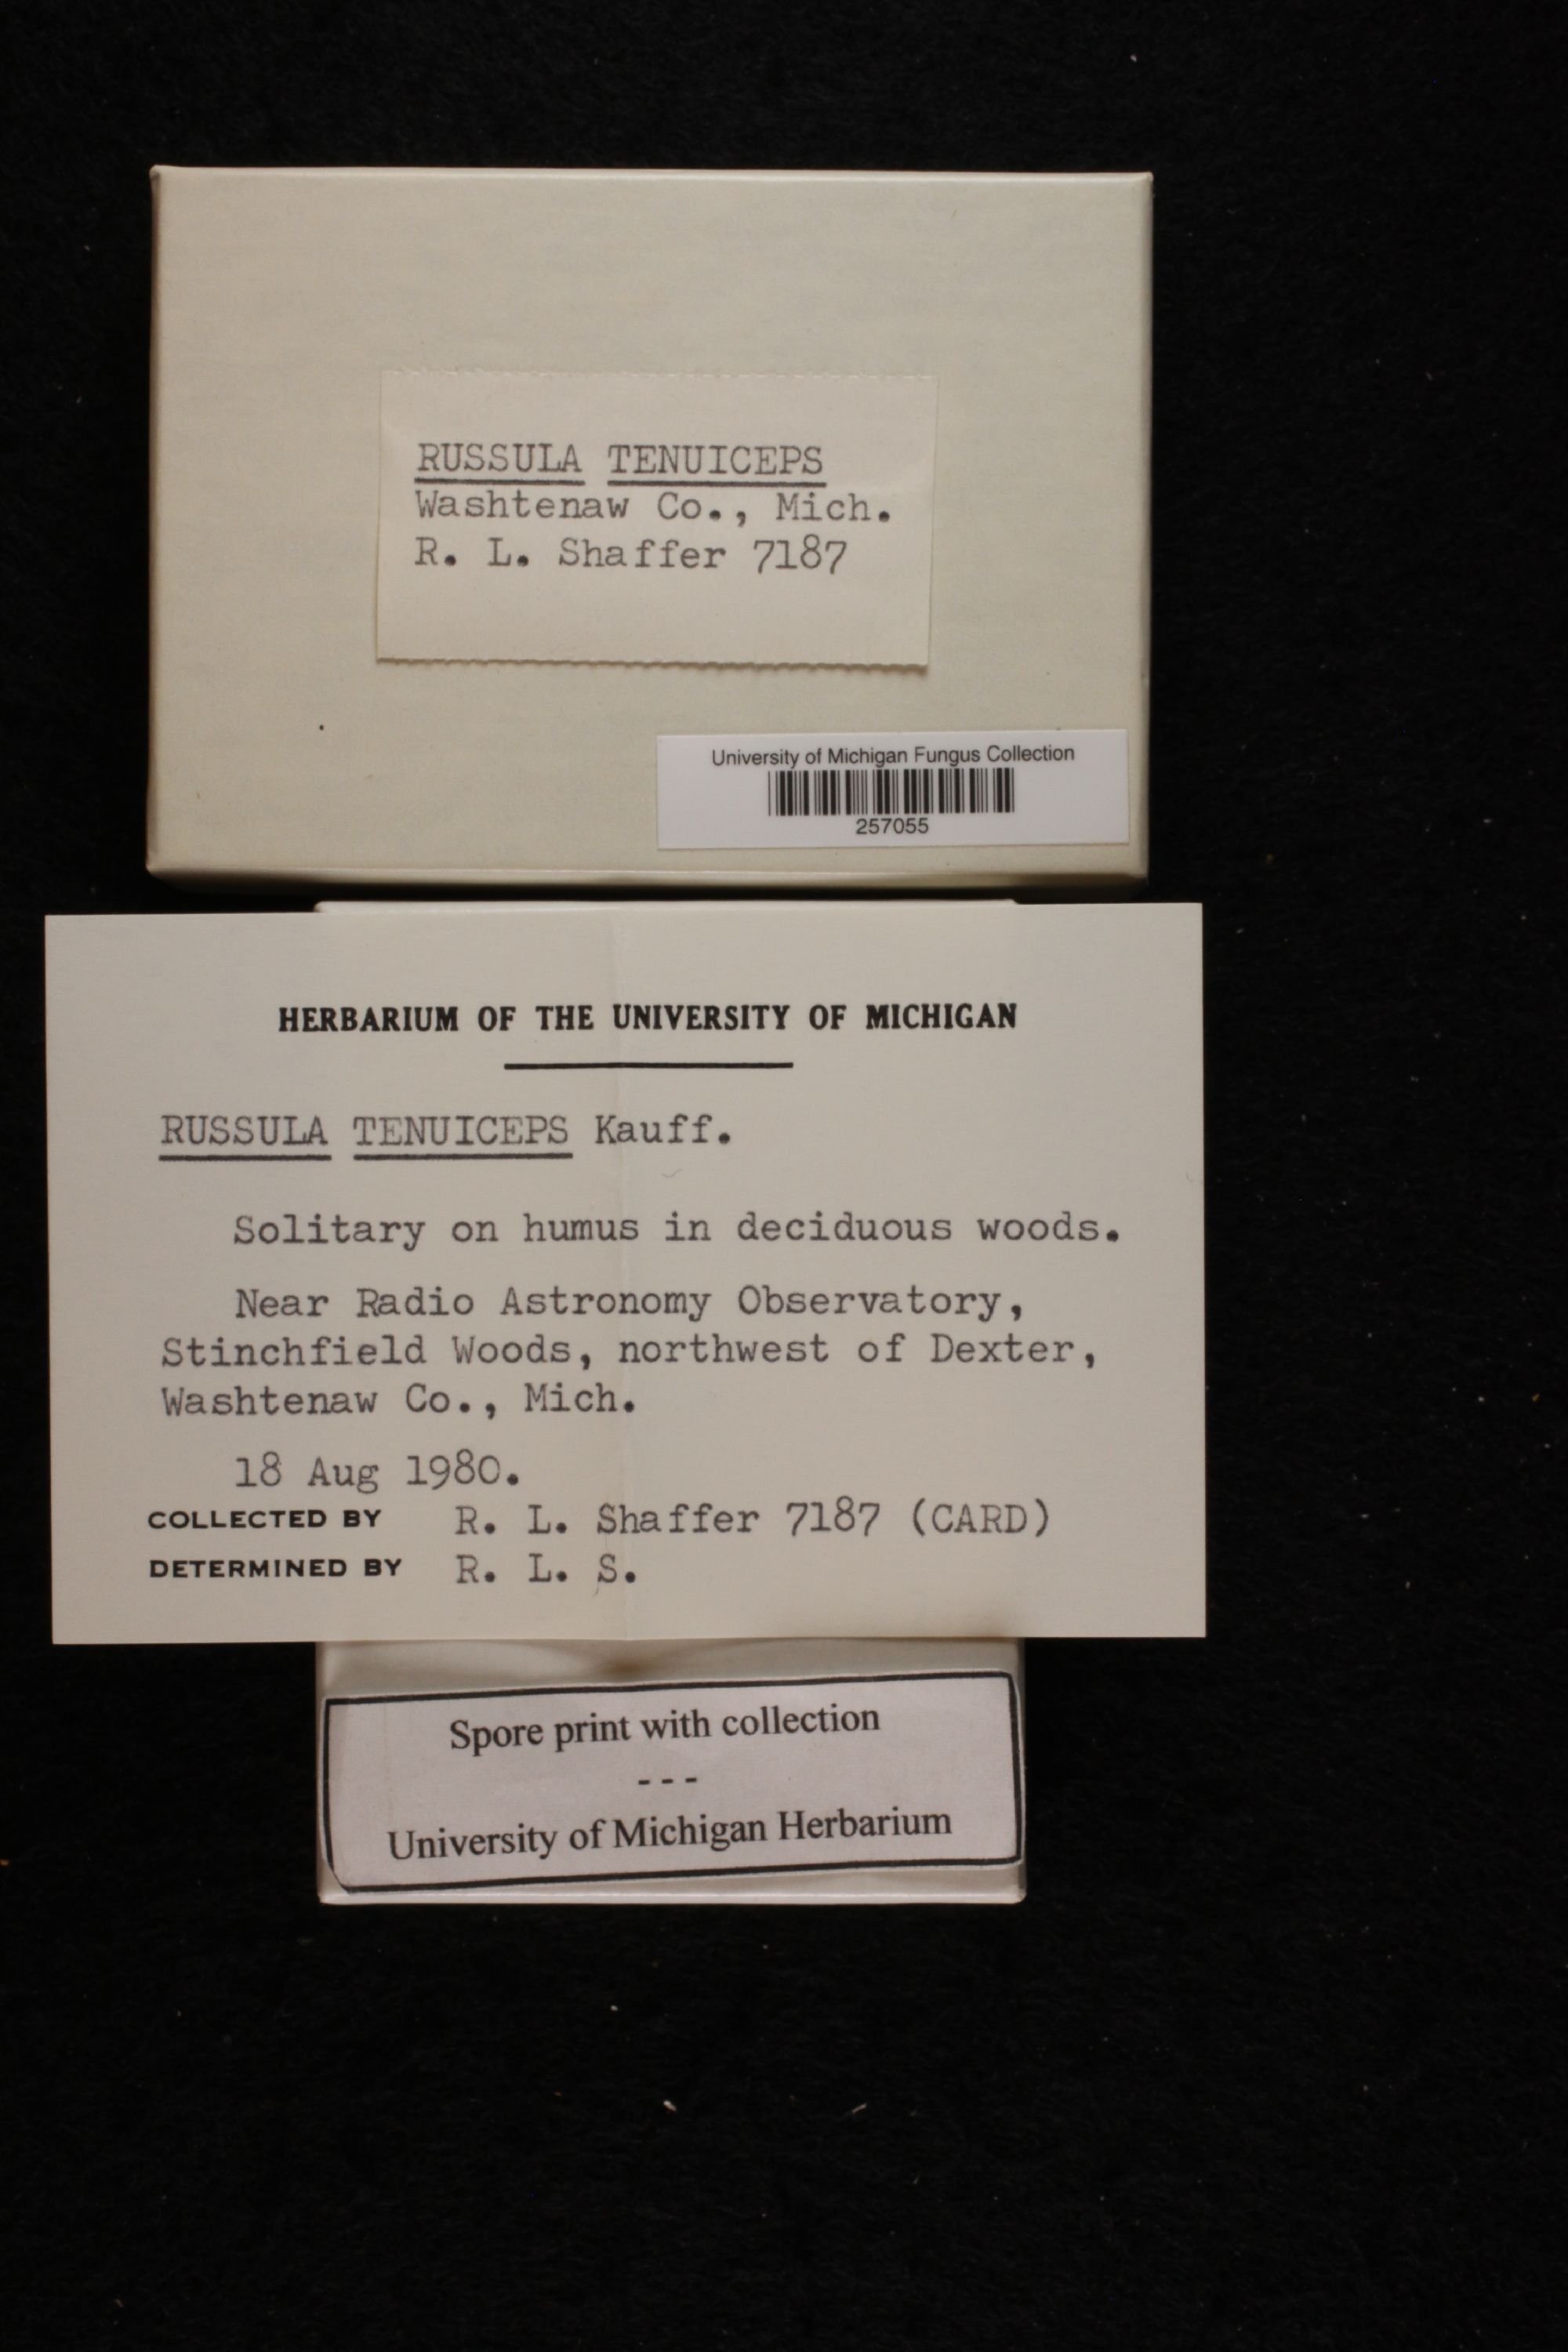 RUSSULA TENUICEPS
Washtenaw Co., Mich.
R. L. Shaffer 7187
University of Michigan Fungus Collection
257055
HERBARIUM OF THE UNIVERSITY OF MICHIGAN
RUSSULA TENUICEPS Kauff.
Solitary on humus in deciduous woods.
Near Radio Astronomy Observatory,
Stinchfield Woods, northwest of Dexter,
Washtenaw Co., Mich.
18 Aug 1980.
COLLECTED BY R. L. Shaffer 7187 (CARD)
DETERMINED BY R. L. S.
Spore print with collection
---
University of Michigan Herbarium